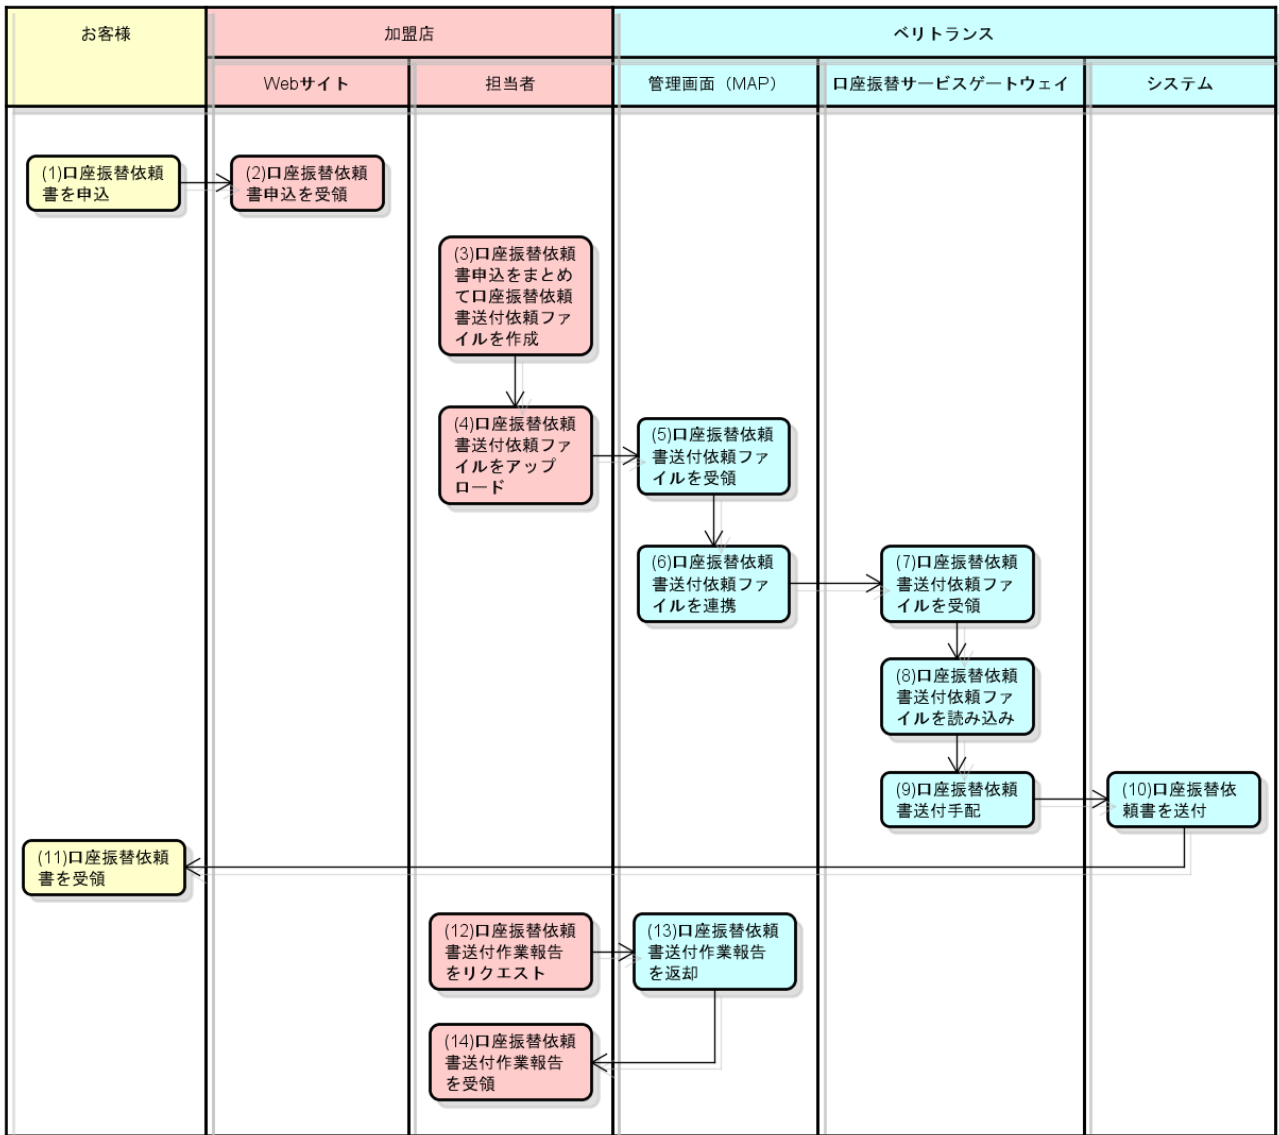 お客様
加盟店
ベリトランス
Webサイト
担当者
管理画面（MAP）
口座振替サービスゲートウェイ
システム
(1)口座振替依頼
書を申込
(2)口座振替依頼
書申込を受領
(3)口座振替依頼
書申込をまとめ
て口座振替依頼
書送付依頼ファ
イルを作成
(4)口座振替依頼
書送付依頼ファ
イルをアップ
ロード
(5)口座振替依頼
書送付依頼ファ
イルを受領
(6)口座振替依頼
書送付依頼ファ
イルを連携
(7)口座振替依頼
書送付依頼ファ
イルを受領
(8)口座振替依頼
書送付依頼ファ
イルを読み込み
(9)口座振替依頼
書送付手配
(10)口座振替依
頼書を送付
(11)口座振替依頼
書を受領
(12)口座振替依頼
書送付作業報告
をリクエスト
(13)口座振替依頼
書送付作業報告
を返却
(14)口座振替依頼
書送付作業報告
を受領